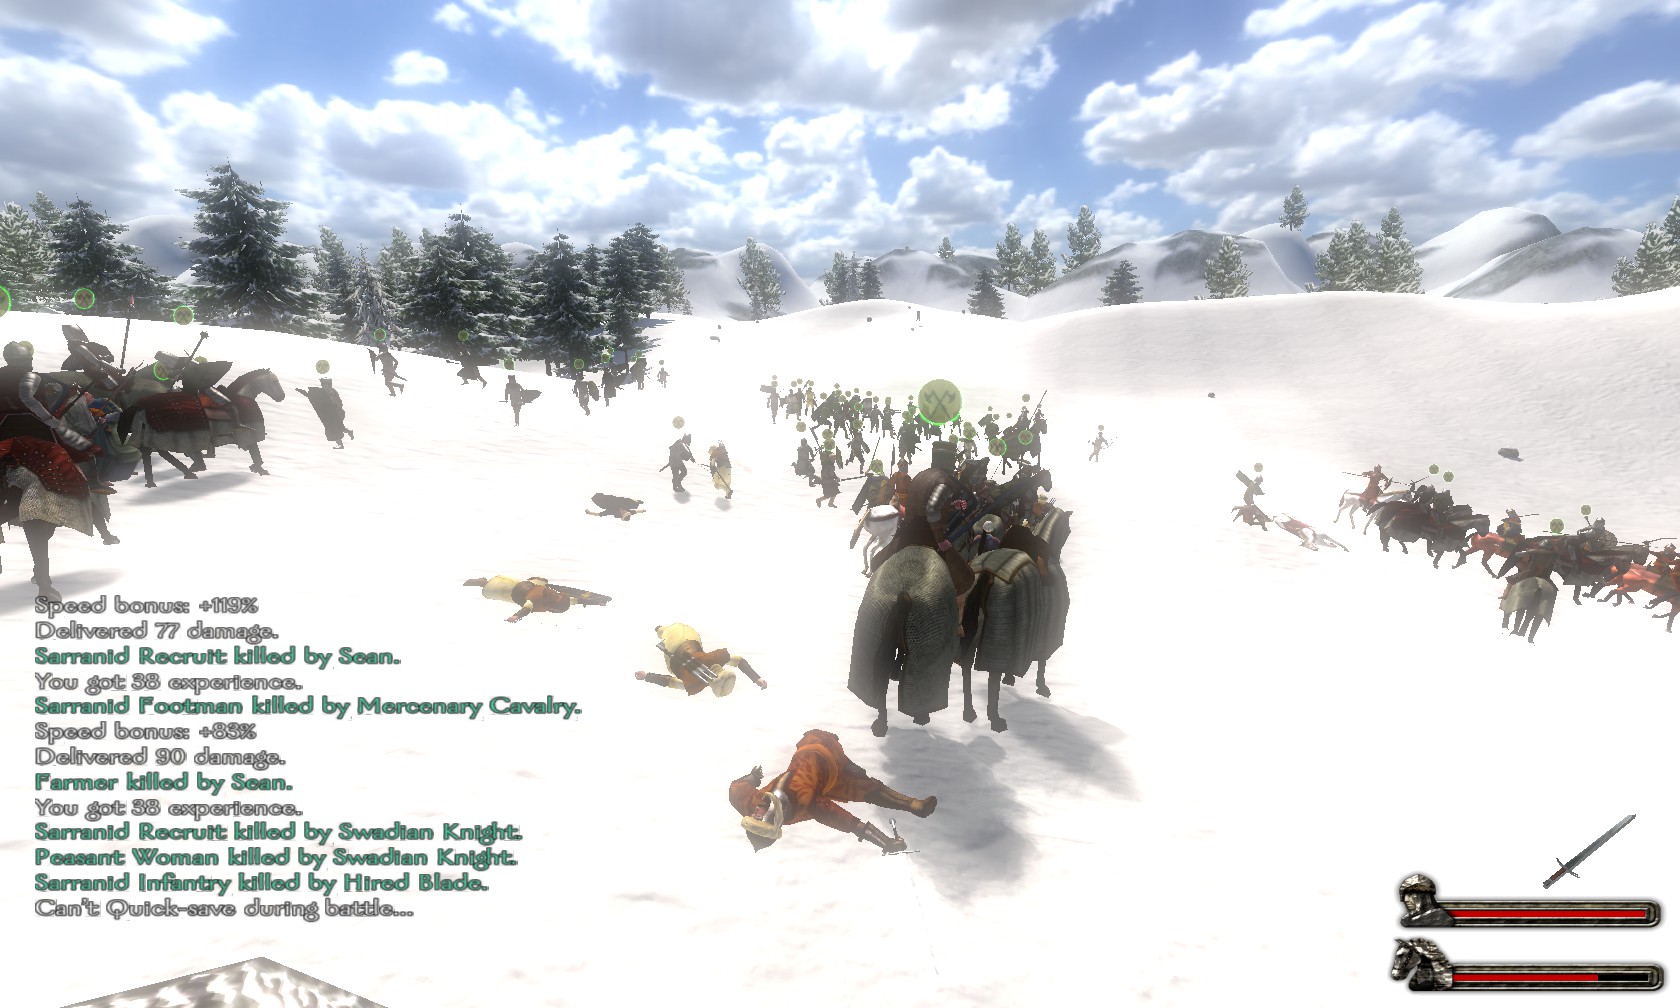 Speed bonus: +119%
Delivered 77 damage.
Sarranid Recruit killed by Sean.
You got 38 experience.
Sarranid Footman killed by Mercenary Cavalry.
Speed bonus: +83%
Delivered 90 damage.
Farmer killed by Sean.
You got 38 experience.
Sarranid Recruit killed by Swadian Knight.
Peasant Woman killed by Swadian Knight.
Sarranid Infantry killed by Hired Blade.
Can't Quick-save during battle...